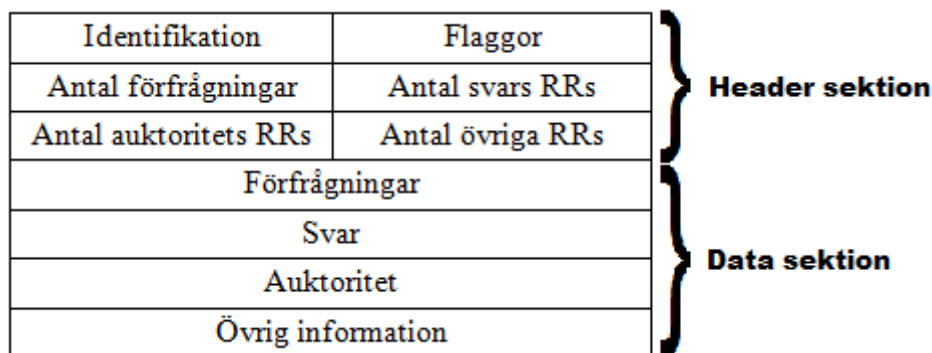 Identifikation
Flaggor
Antal förfrågningar
Antal svars RRs
Antal auktoritets RRs
Antal övriga RRs
Header sektion
Förfrågningar
Svar
Auktoritet
Övrig information
Data sektion